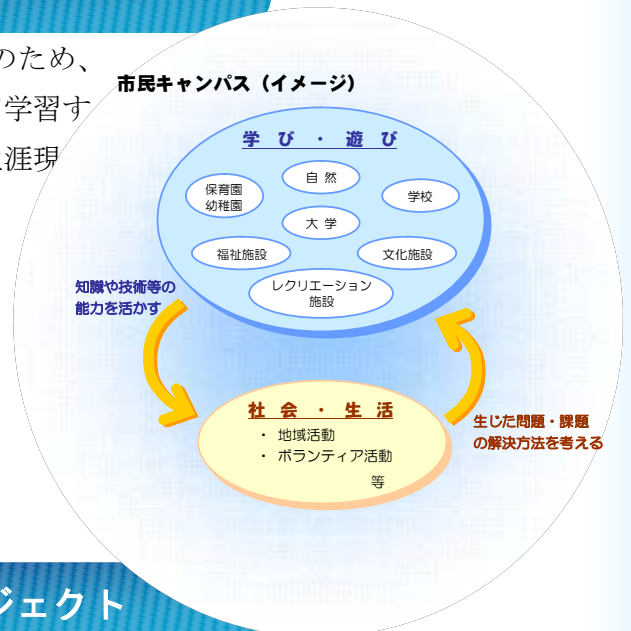 のため、
学習す
涯現
市民キャンパス（イメージ）
学び・遊び
自然
保育園
幼稚園
学校
大学
福祉施設
文化施設
レクリエーション
施設
知識や技術等の
能力を活かす
社会・生活
・ 地域活動
・ ボランティア活動
等
生じた問題・課題
の解決方法を考える
ジェクト